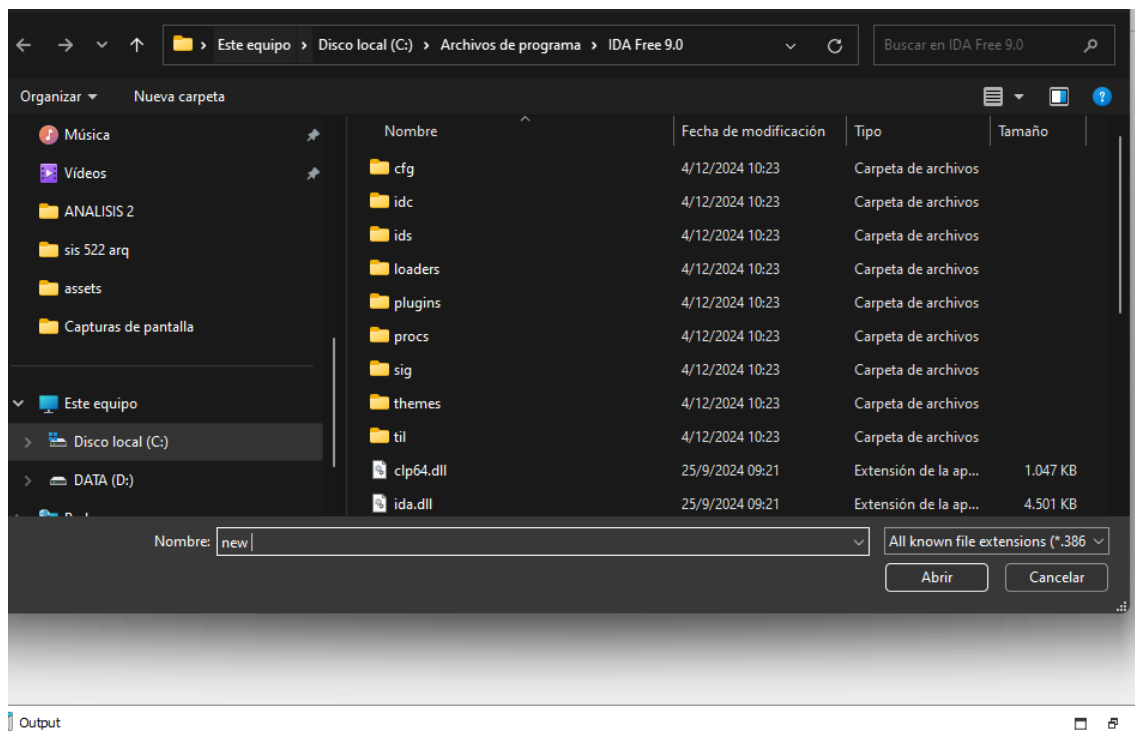 Este equipo > Disco local (C:) > Archivos de programa > IDA Free 9.0
Buscar en IDA Free 9.0
Organizar
Nueva carpeta
Música
Vídeos
ANALISIS 2
sis 522 arq
assets
Capturas de pantalla
Este equipo
Disco local (C:)
DATA (D:)
Nombre Fecha de modificación Tipo Tamaño
cfg 4/12/2024 10:23 Carpeta de archivos
idc 4/12/2024 10:23 Carpeta de archivos
ids 4/12/2024 10:23 Carpeta de archivos
loaders 4/12/2024 10:23 Carpeta de archivos
plugins 4/12/2024 10:23 Carpeta de archivos
procs 4/12/2024 10:23 Carpeta de archivos
sig 4/12/2024 10:23 Carpeta de archivos
themes 4/12/2024 10:23 Carpeta de archivos
til 4/12/2024 10:23 Carpeta de archivos
clp64.dll 25/9/2024 09:21 Extensión de la ap... 1.047 KB
ida.dll 25/9/2024 09:21 Extensión de la ap... 4.501 KB
Nombre: new
All known file extensions (*.386
Abrir
Cancelar
Output